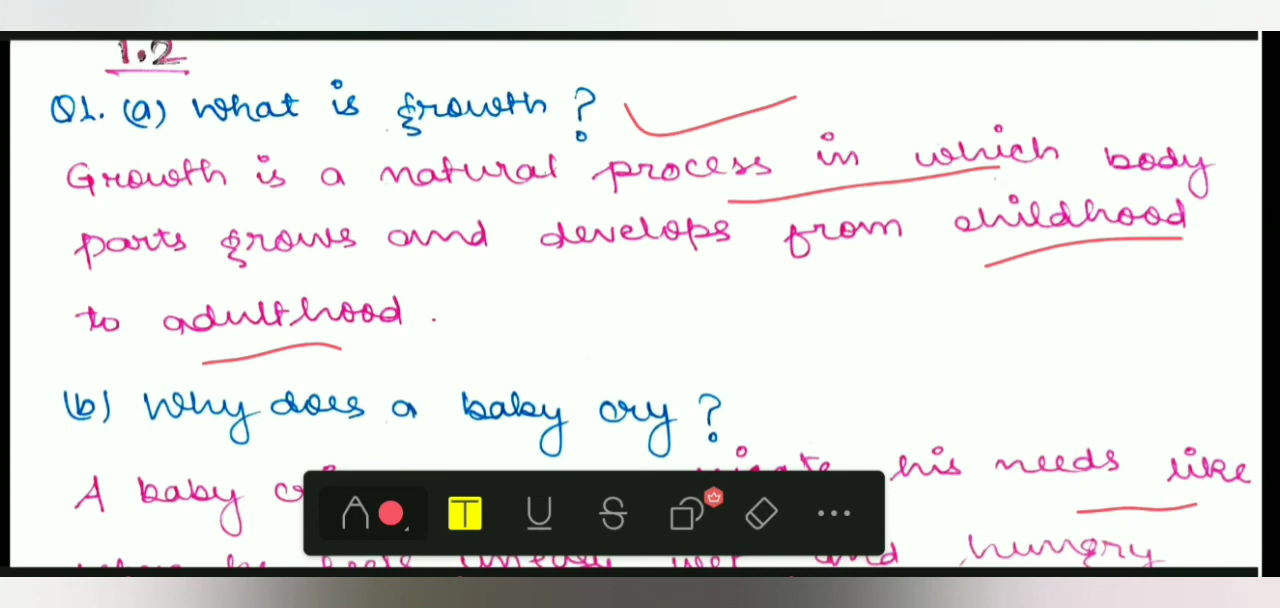 1.2
Q1. (a) What is growth?
Growth is a natural process in which body
parts grows and develops from childhood
to adulthood.
(b) Why does a baby cry?
A baby his needs like
hungry